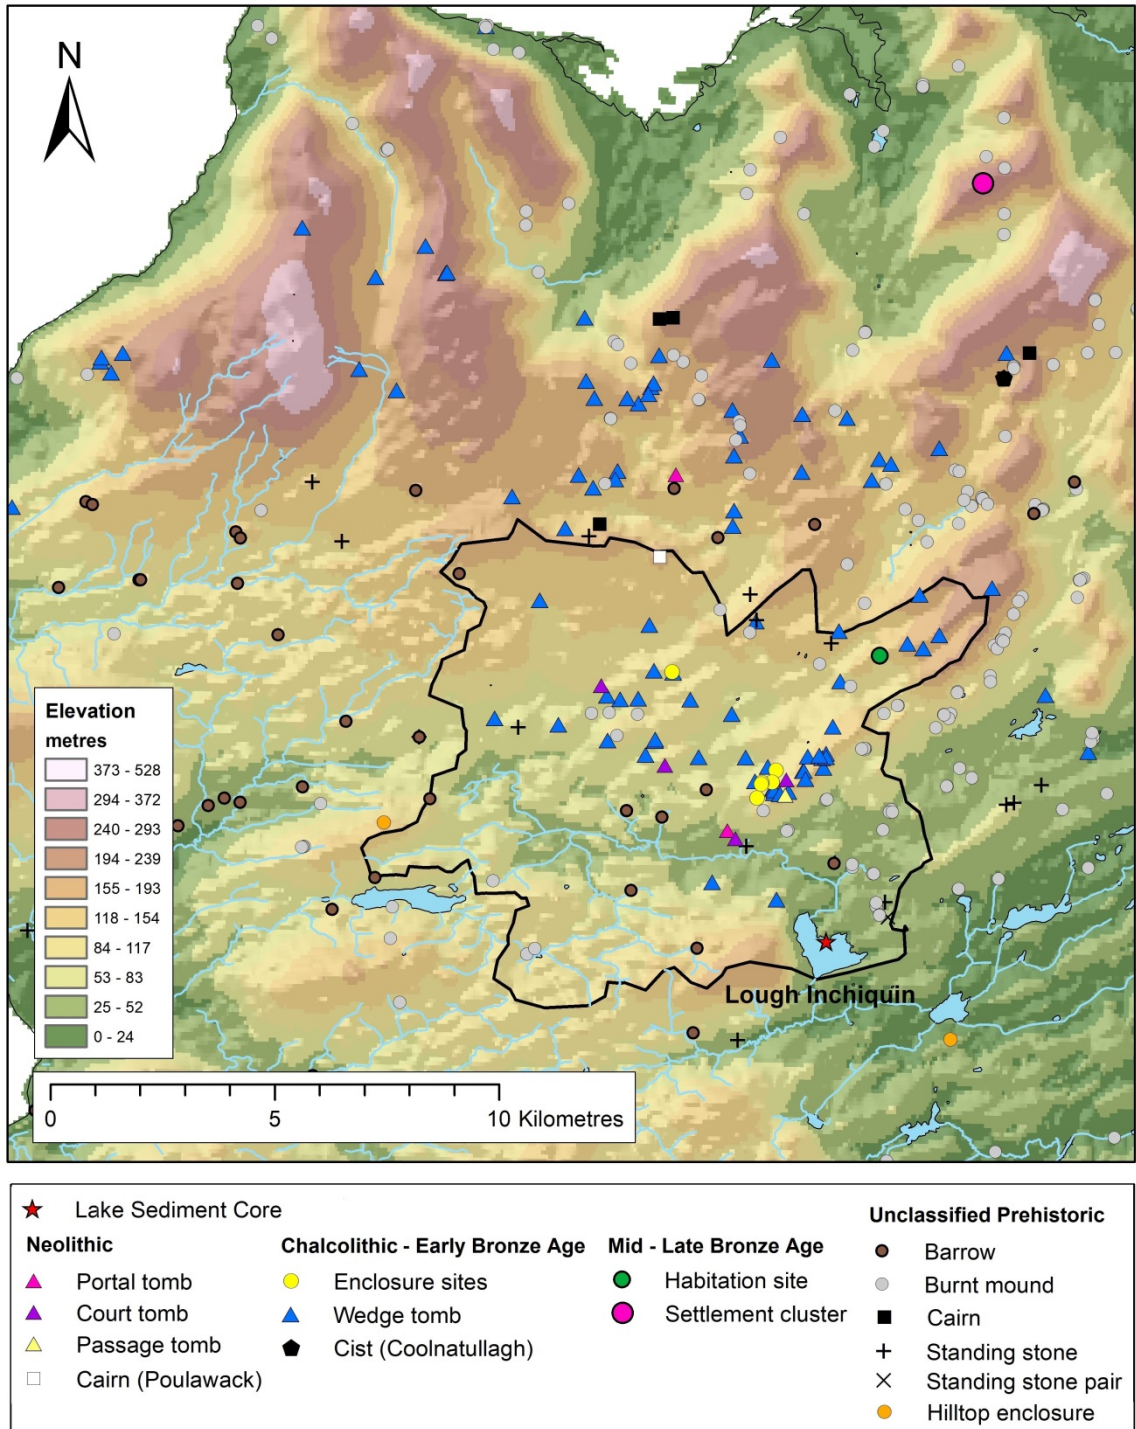 N
Elevation
metres
373 - 528
294 - 372
240 - 293
194 - 239
155 - 193
118 - 154
84 - 117
53 - 83
25 - 52
0 - 24
Lough Inchiquin
0 5 10 Kilometres
Lake Sediment Core
Neolithic
Portal tomb
Court tomb
Passage tomb
Cairn (Poulawack)
Chalcolithic - Early Bronze Age
Enclosure sites
Wedge tomb
Cist (Coolnatullagh)
Mid - Late Bronze Age
Habitation site
Settlement cluster
Unclassified Prehistoric
Barrow
Burnt mound
Cairn
Standing stone
Standing stone pair
Hilltop enclosure